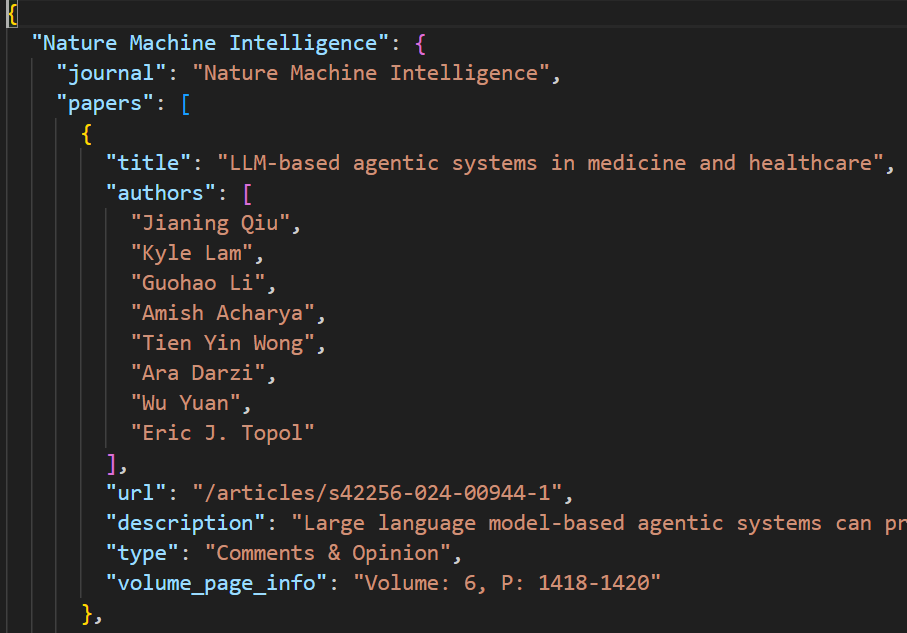 {
"Nature Machine Intelligence": {
"journal": "Nature Machine Intelligence",
"papers": [
{
"title": "LLM-based agentic systems in medicine and healthcare",
"authors": [
"Jianing Qiu",
"Kyle Lam",
"Guohao Li",
"Amish Acharya",
"Tien Yin Wong",
"Ara Darzi",
"Wu Yuan",
"Eric J. Topol"
],
"url": "/articles/s42256-024-00944-1",
"description": "Large language model-based agentic systems can pr
"type": "Comments & Opinion",
"volume_page_info": "Volume: 6, P: 1418-1420"
},